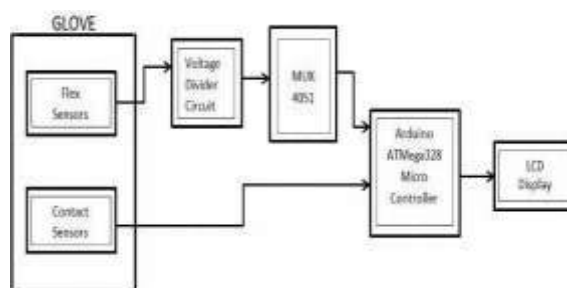 GLOVE
Flex
Sensors
Voltage
Divider
Circuit
MUX
4051
Arduino
ATMega328
Micro
Controller
LCD
Display
Contact
Sensors